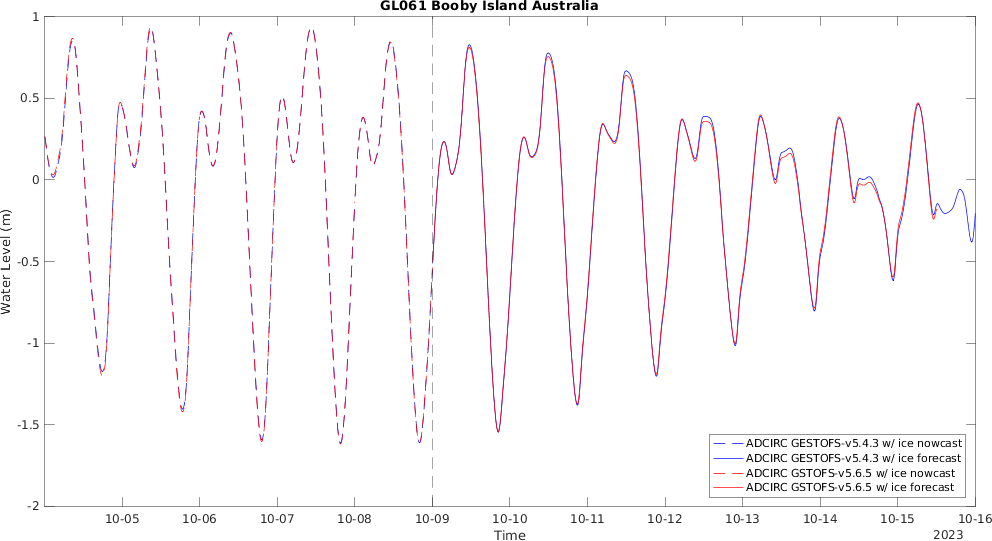 GL061 Booby Island Australia
1
0.5
0
-0.5
-1
-1.5
-2
Water Level (m)
10-05 10-06 10-07 10-08 10-09 10-10 10-11 10-12 10-13 10-14 10-15 10-16
Time
2023
ADCIRC GESTOFS-v5.4.3 w/ ice nowcast
ADCIRC GESTOFS-v5.4.3 w/ ice forecast
ADCIRC GSTOFS-v5.6.5 w/ ice nowcast
ADCIRC GSTOFS-v5.6.5 w/ ice forecast